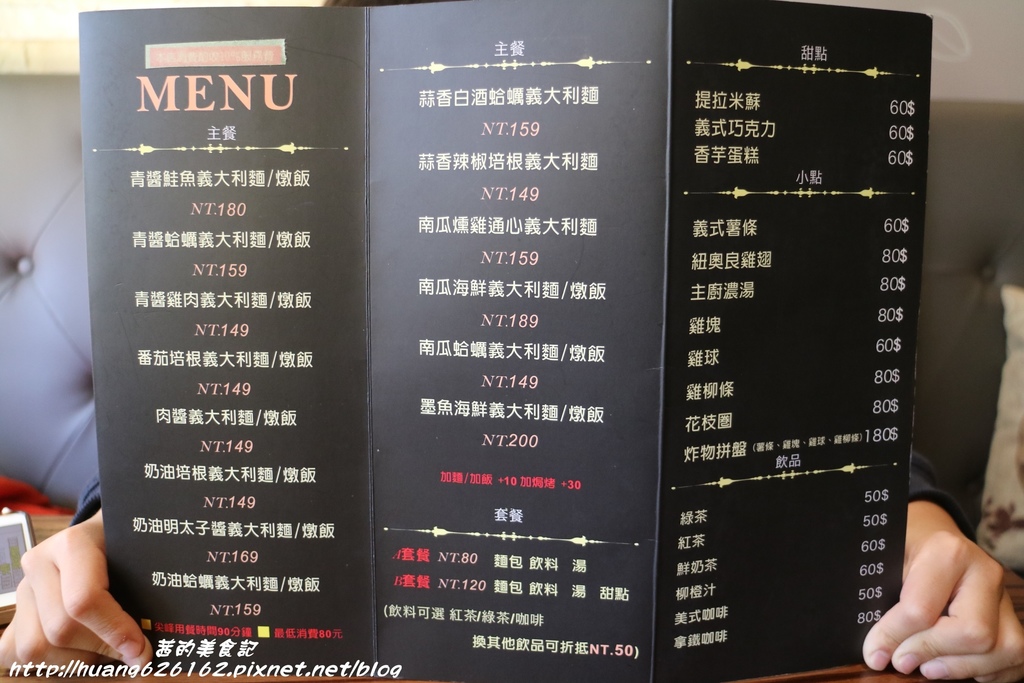 MENU
主餐
青醬鮭魚義大利麵/燉飯
NT.180
青醬蛤蠣義大利麵/燉飯
NT.159
青醬雞肉義大利麵/燉飯
NT.149
番茄培根義大利麵/燉飯
NT.149
肉醬義大利麵/燉飯
NT.149
奶油培根義大利麵/燉飯
NT.149
奶油明太子醬義大利麵/燉飯
NT.169
奶油蛤蠣義大利麵/燉飯
NT.159
尖峰用餐時間90分鐘 最低消費80元
主餐
蒜香白酒蛤蠣義大利麵
NT.159
蒜香辣椒培根義大利麵
NT.149
南瓜燻雞通心義大利麵
NT.159
南瓜海鮮義大利麵/燉飯
NT.189
南瓜蛤蠣義大利麵/燉飯
NT.149
墨魚海鮮義大利麵/燉飯
NT.200
加麵/加飯 +10 加焗烤 +30
套餐
A套餐 NT.80 麵包 飲料 湯
B套餐 NT.120 麵包 飲料 湯 甜點
(飲料可選 紅茶/綠茶/咖啡
換其他飲品可折抵NT.50)
甜點
提拉米蘇 60$
義式巧克力 60$
香芋蛋糕 60$
小點
義式薯條 60$
紐奧良雞翅 80$
主廚濃湯 80$
雞塊 80$
雞球 60$
雞柳條 80$
花枝圈 80$
炸物拼盤(薯條、雞塊、雞球、雞柳條)180$
飲品
綠茶 50$
紅茶 50$
鮮奶茶 60$
柳橙汁 60$
美式咖啡 50$
拿鐵咖啡 80$
茜的美食記
http://huang626162.pixnet.net/blog